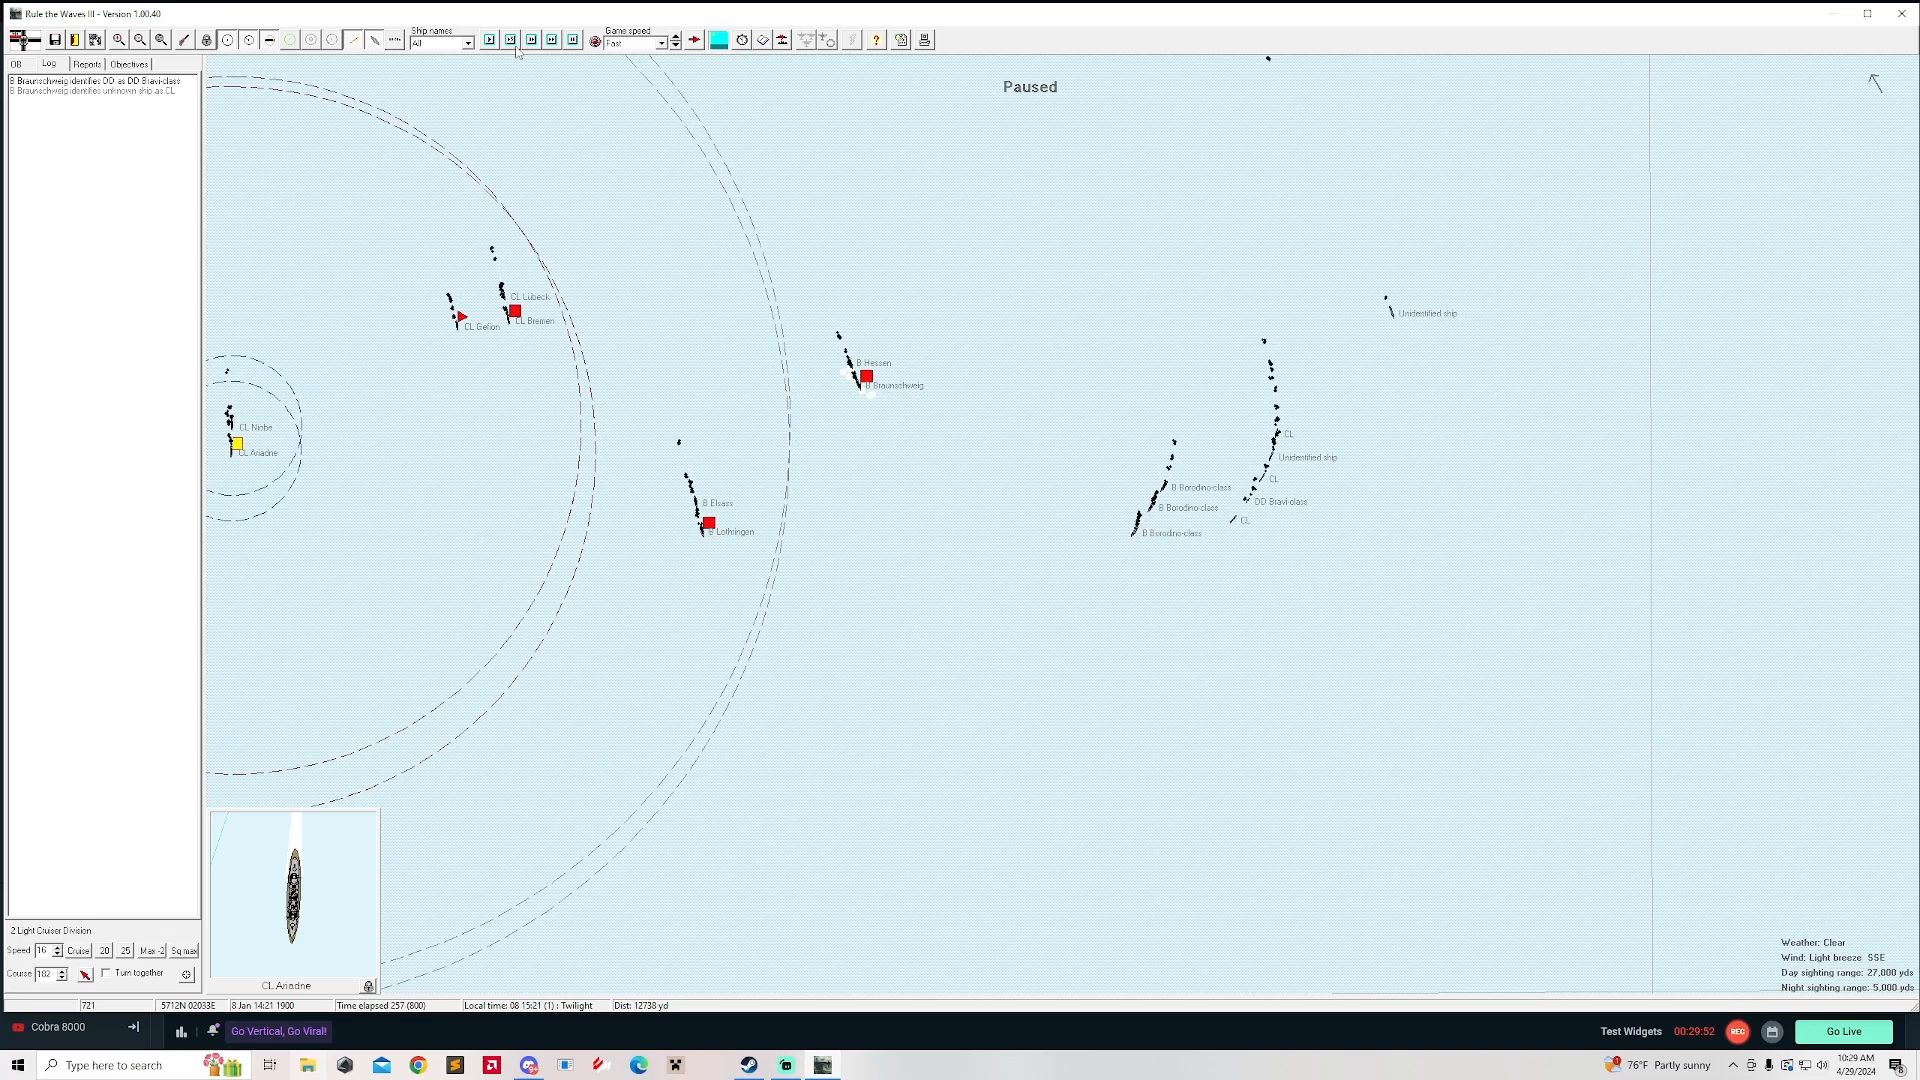 Rule the Waves III - Version 1.00.40
Ship names
All
Game speed
Fast
OB
Log
Reports
Objectives
B Braunschweig identifies DD as DD Bravi-class
B Braunschweig identifies unknown ship as CL
Paused
CL Lübeck
CL Gefion
CL Bremen
Unidentified ship
B Hessen
B Braunschweig
CL Niobe
CL Ariadne
CL
Unidentified ship
CL
B Elsass
B Lothringen
B Borodino-class
B Borodino-class
B Borodino-class
DD Bravi-class
CL
2 Light Cruiser Division
Speed
16
Cruise
20
25
Max -2
Sq max
Course
182
Turn together
CL Ariadne
Weather: Clear
Wind: Light breeze SSE
Day sighting range: 27,000 yds
Night sighting range: 5,000 yds
721
5712N 02033E
8 Jan 14:21 1900
Time elapsed 257 (800)
Local time: 08 15:21 (1) : Twilight
Dist: 12738 yd
Cobra 8000
Go Vertical, Go Viral!
Test Widgets
00:29:52
REC
Go Live
Type here to search
76°F Partly sunny
10:29 AM
4/29/2024